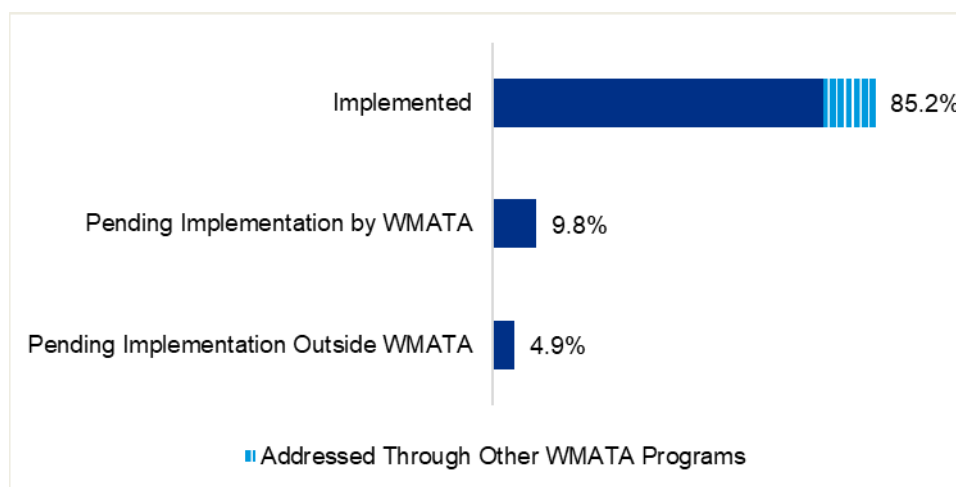 Implemented
85.2%
Pending Implementation by WMATA
9.8%
Pending Implementation Outside WMATA
4.9%
Addressed Through Other WMATA Programs